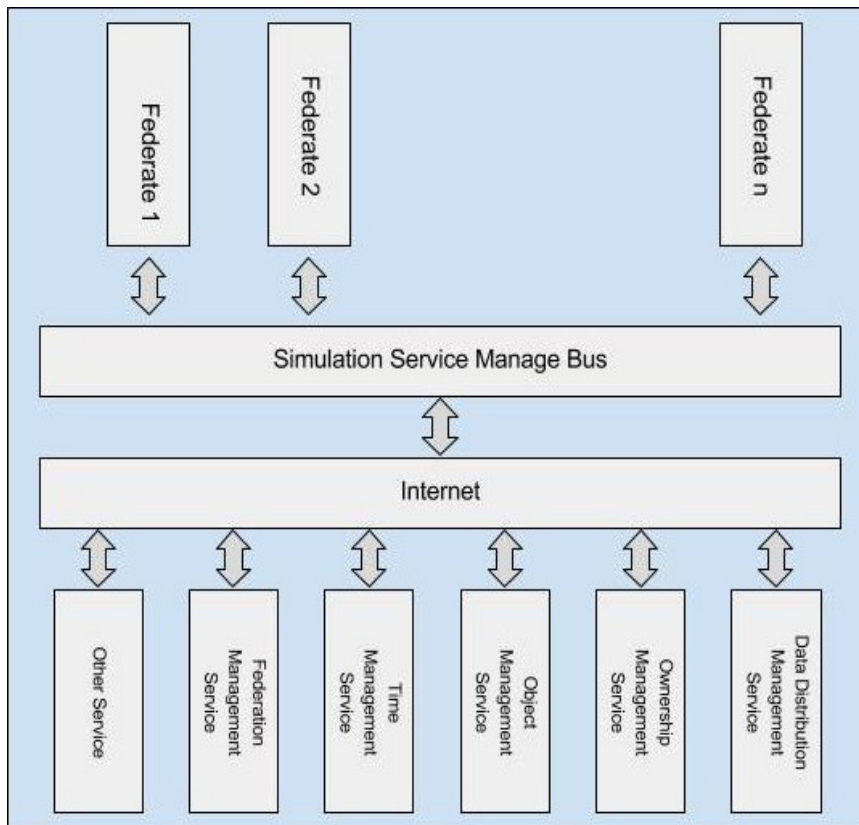 Federate 1
Federate 2
Federate n
Simulation Service Manage Bus
Internet
Other Service
Federation
Management
Service
Time
Management
Service
Object
Management
Service
Ownership
Management
Service
Data Distribution
Management
Service